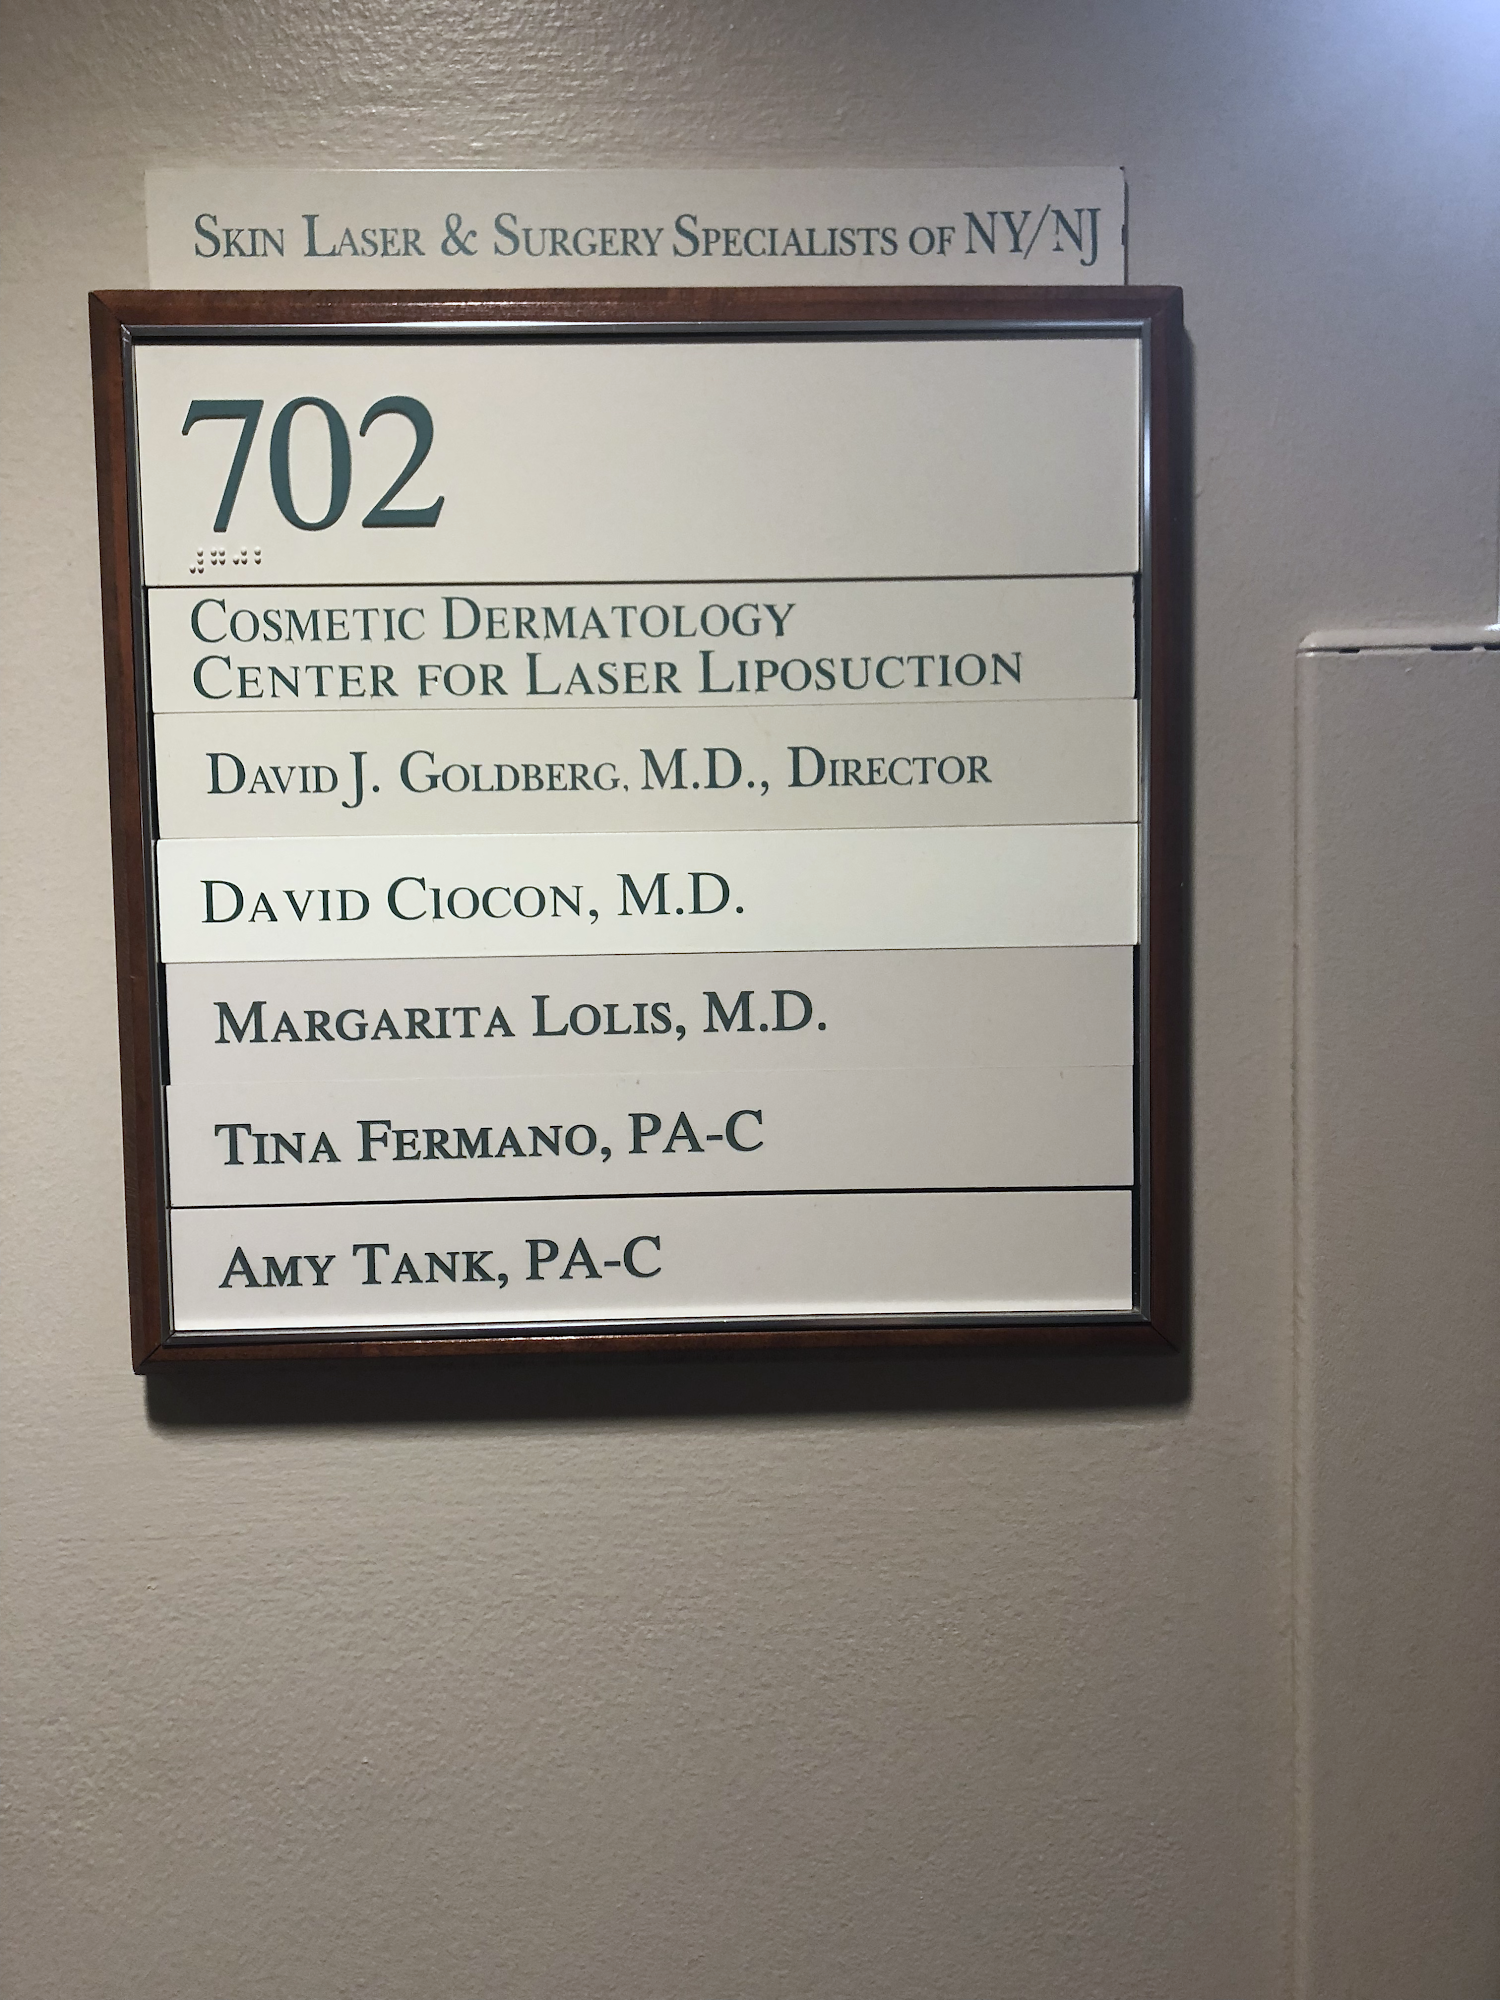 SKIN LASER & SURGERY SPECIALISTS OF NY/NJ
702
⠼⠛⠚⠃
COSMETIC DERMATOLOGY
CENTER FOR LASER LIPOSUCTION
DAVID J. GOLDBERG, M.D., DIRECTOR
DAVID CIOCON, M.D.
MARGARITA LOLIS, M.D.
TINA FERMANO, PA-C
AMY TANK, PA-C